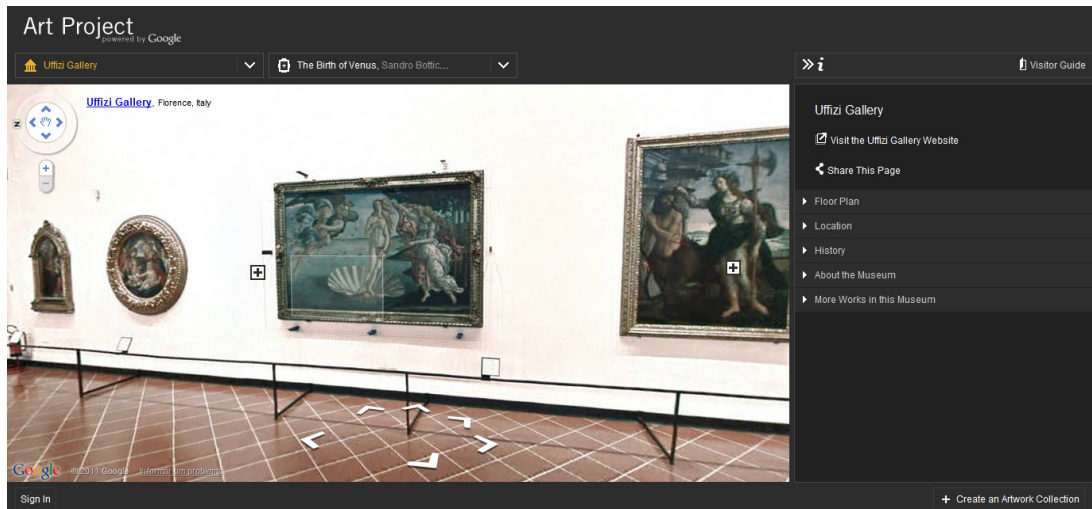 Art Project
powered by Google
Uffizi Gallery
The Birth of Venus, Sandro Bottic...
i
Visitor Guide
Uffizi Gallery, Florence, Italy
N
Uffizi Gallery
Visit the Uffizi Gallery Website
Share This Page
Floor Plan
Location
History
About the Museum
More Works in this Museum
Google © 2011 Google Informar um problema
Sign In
+ Create an Artwork Collection